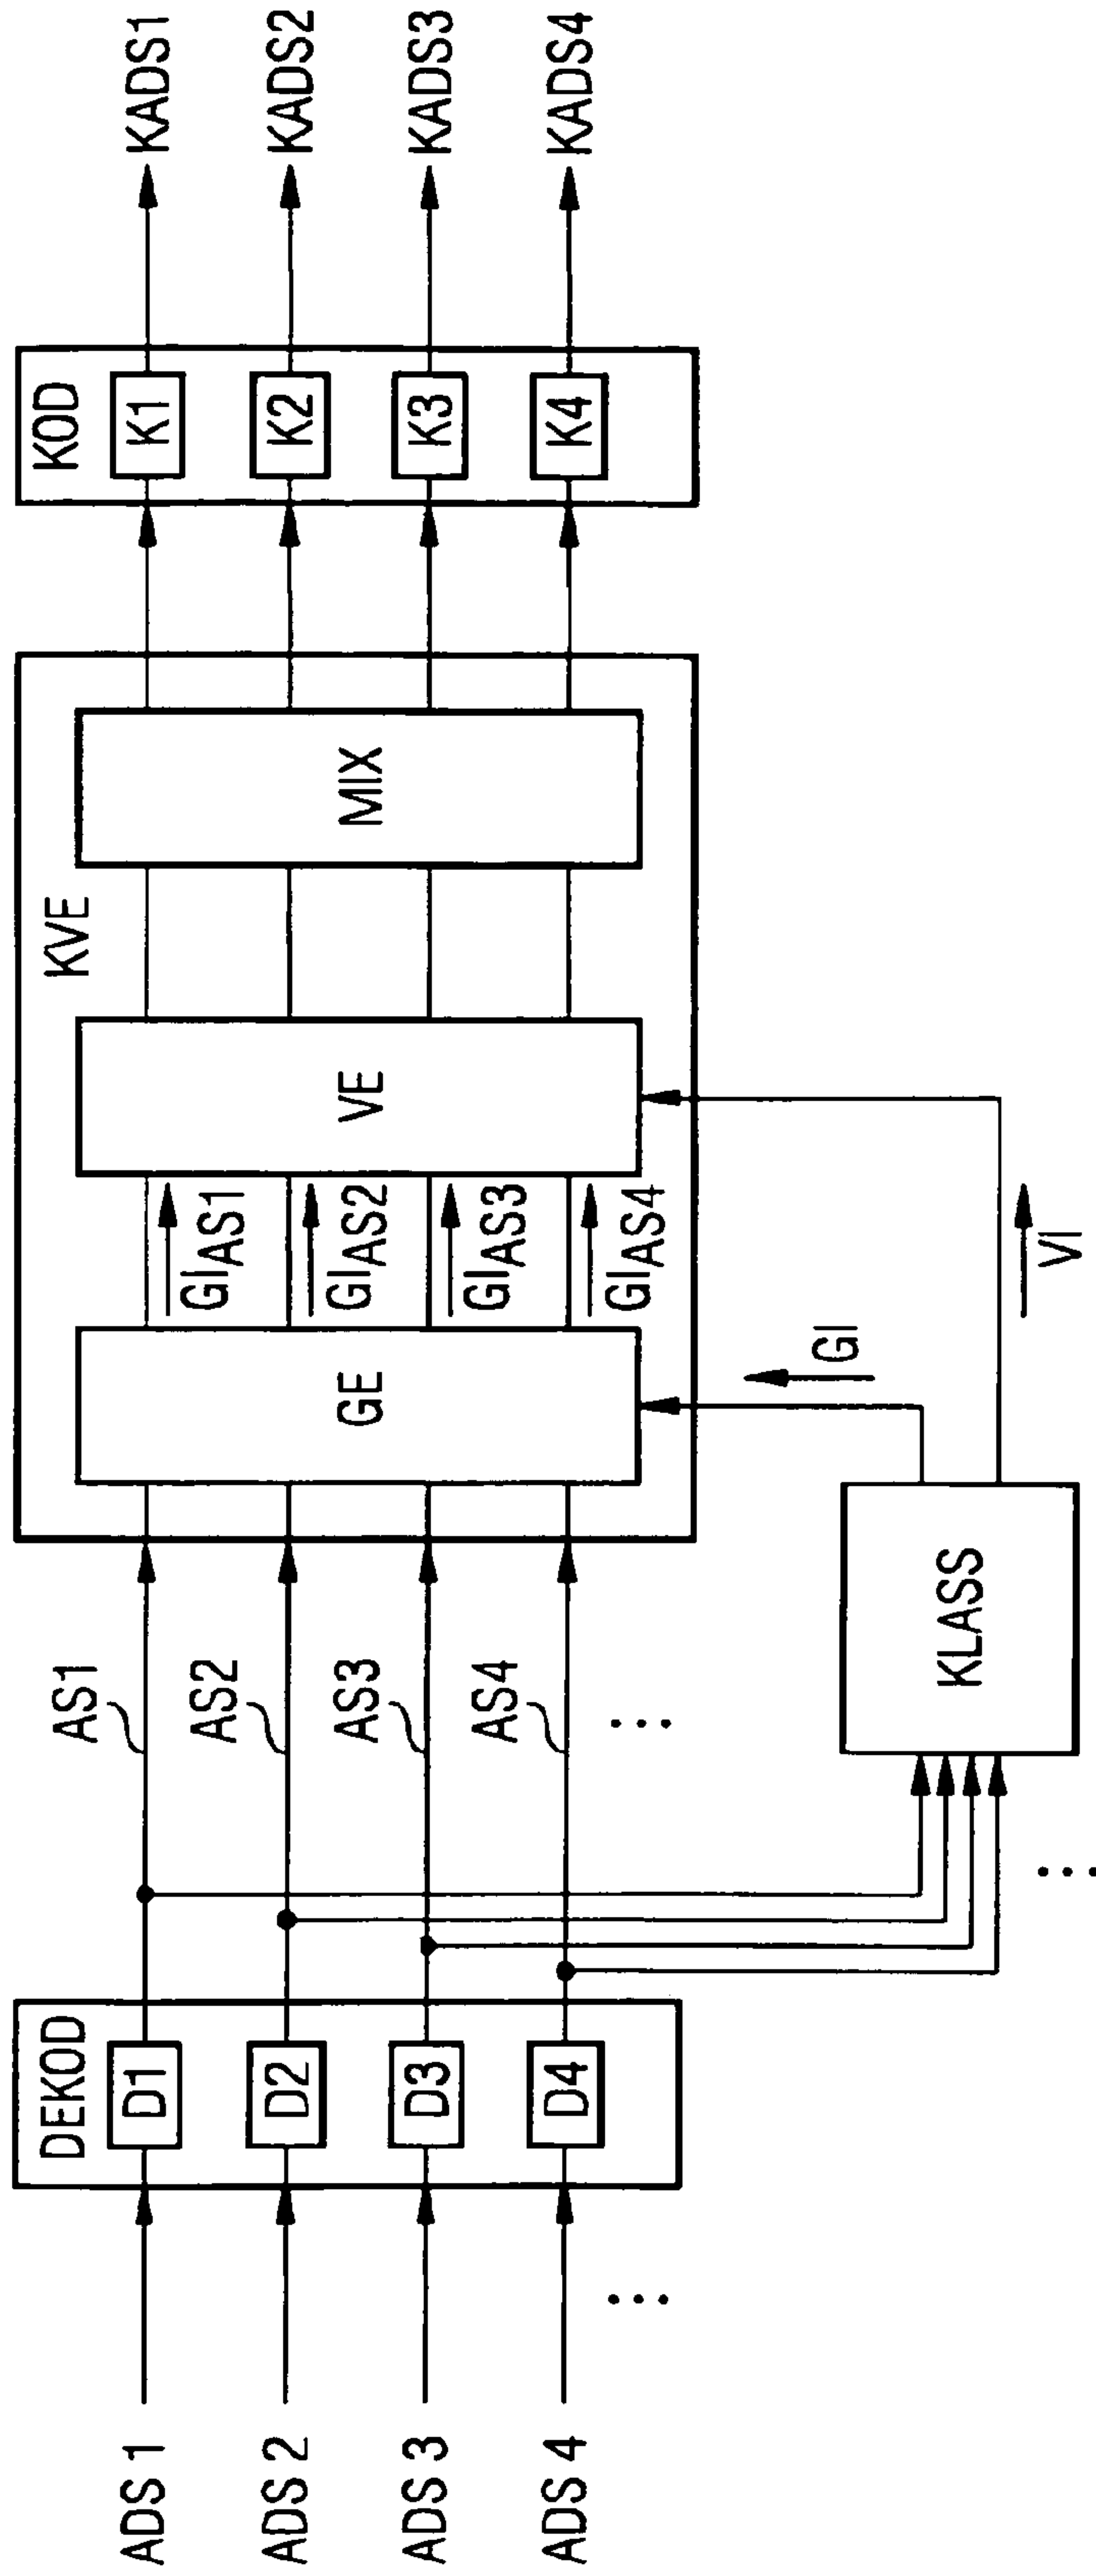 ADS 1
ADS 2
ADS 3
ADS 4
...
DEKOD
D1
D2
D3
D4
AS1
AS2
AS3
AS4
...
...
KLASS
GI
VI
KVE
GE
GIAS1
GIAS2
GIAS3
GIAS4
VE
MIX
KOD
K1
K2
K3
K4
KADS1
KADS2
KADS3
KADS4